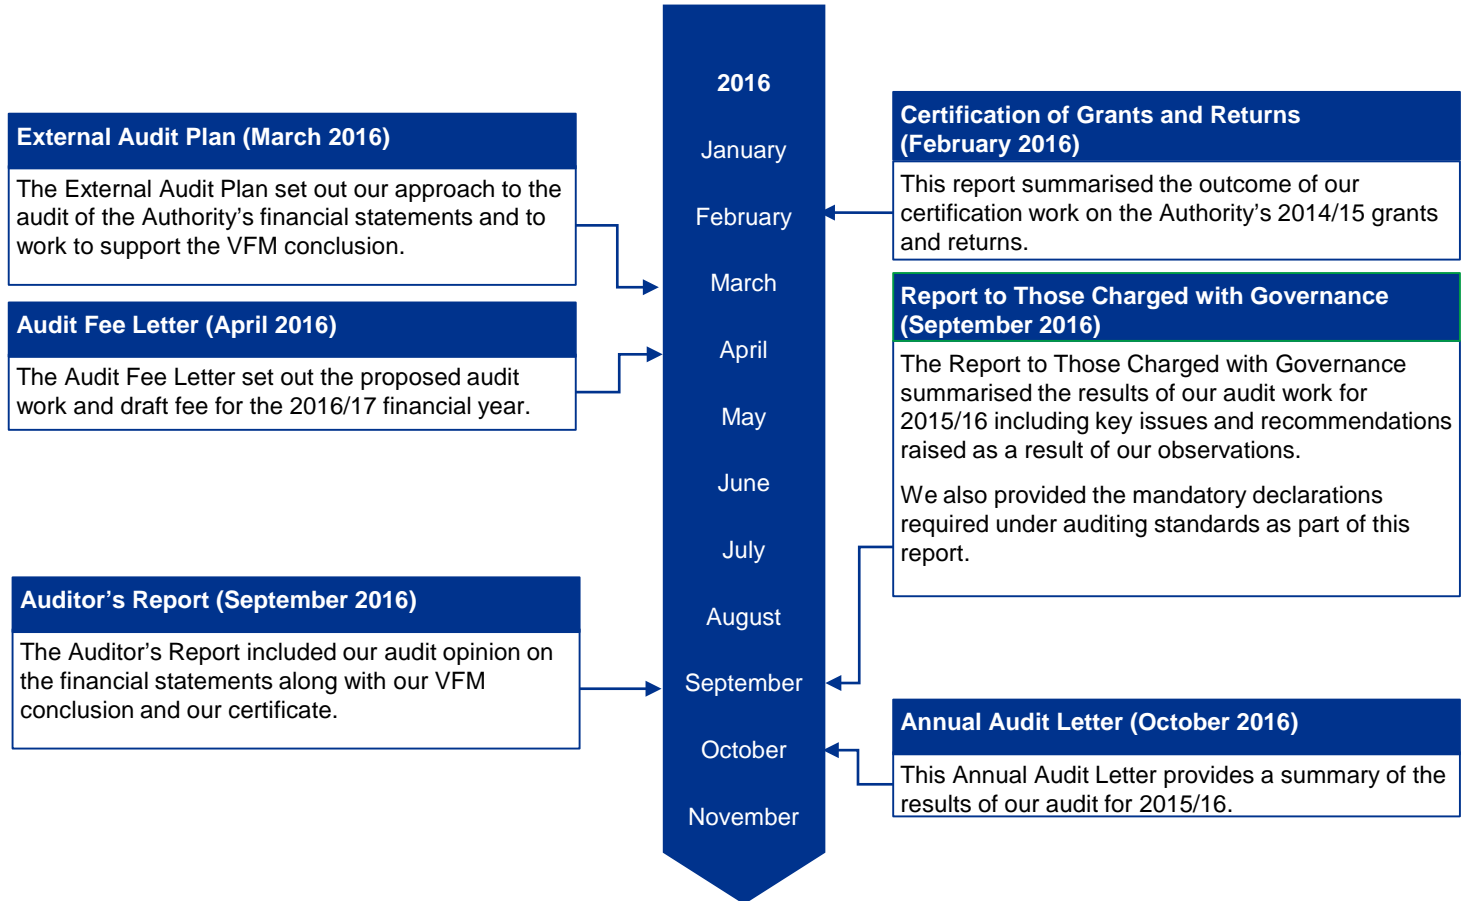 External Audit Plan (March 2016)
The External Audit Plan set out our approach to the
audit of the Authority’s financial statements and to
work to support the VFM conclusion.
Audit Fee Letter (April 2016)
The Audit Fee Letter set out the proposed audit
work and draft fee for the 2016/17 financial year.
Auditor’s Report (September 2016)
The Auditor’s Report included our audit opinion on
the financial statements along with our VFM
conclusion and our certificate.
2016
January
February
March
April
May
June
July
August
September
October
November
Certification of Grants and Returns
(February 2016)
This report summarised the outcome of our
certification work on the Authority’s 2014/15 grants
and returns.
Report to Those Charged with Governance
(September 2016)
The Report to Those Charged with Governance
summarised the results of our audit work for
2015/16 including key issues and recommendations
raised as a result of our observations.
We also provided the mandatory declarations
required under auditing standards as part of this
report.
Annual Audit Letter (October 2016)
This Annual Audit Letter provides a summary of the
results of our audit for 2015/16.